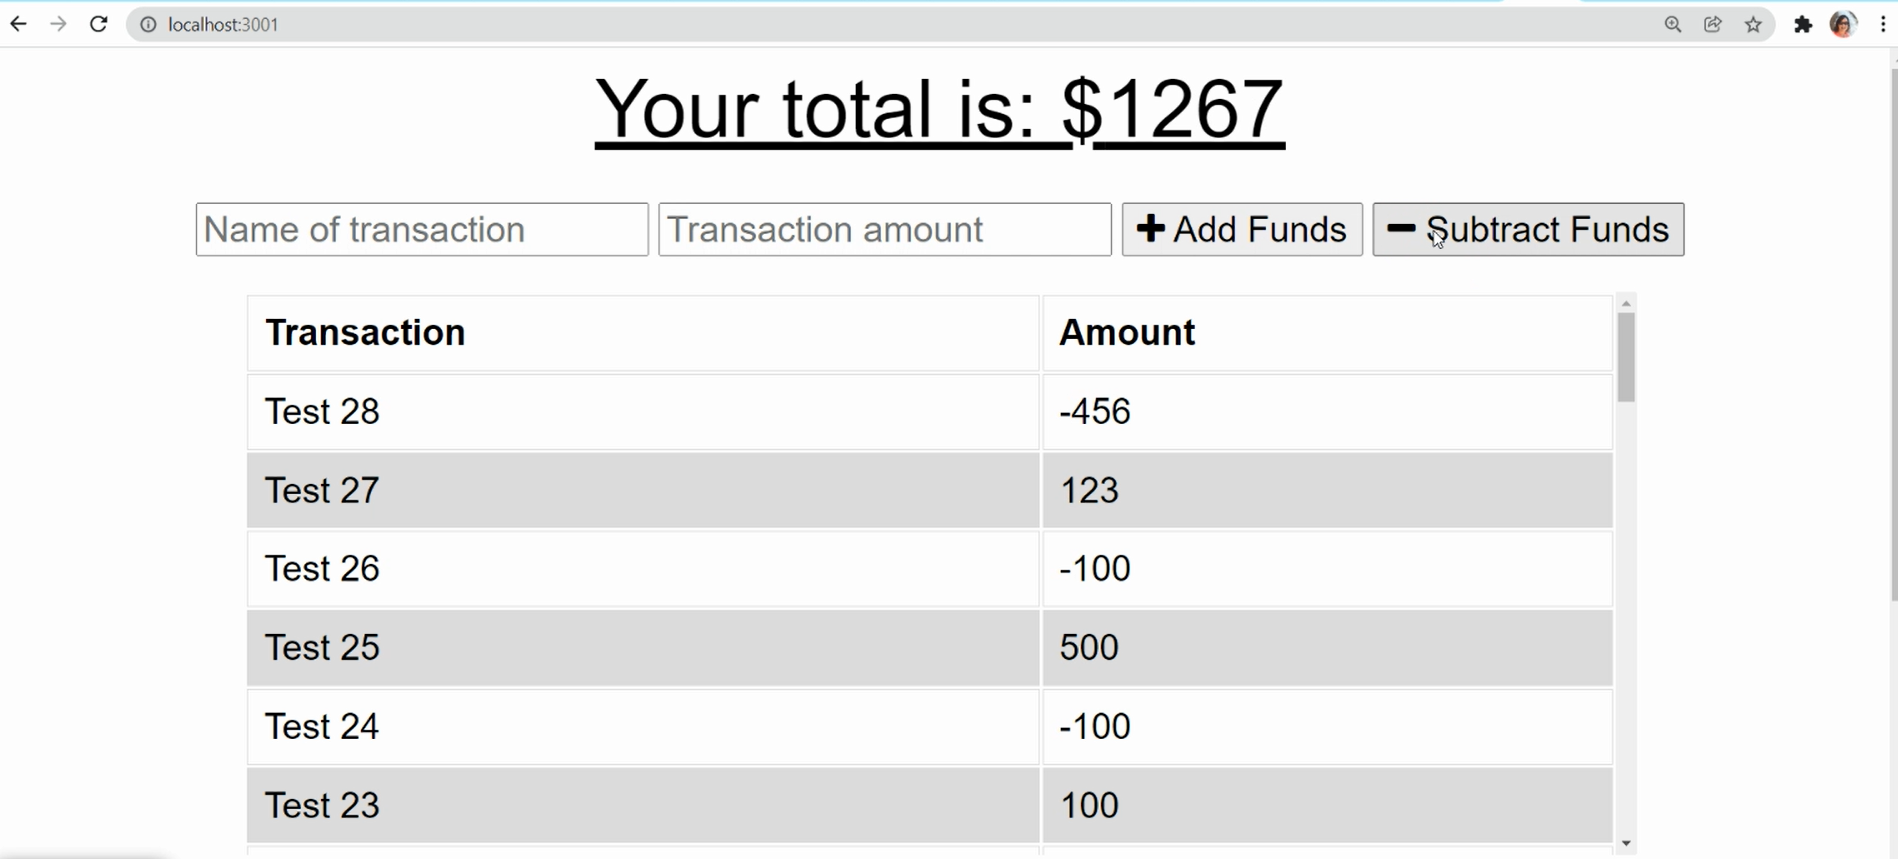 localhost:3001
Your total is: $1267
Name of transaction Transaction amount Add Funds Subtract Funds
Transaction Amount
Test 28 -456
Test 27 123
Test 26 -100
Test 25 500
Test 24 -100
Test 23 100